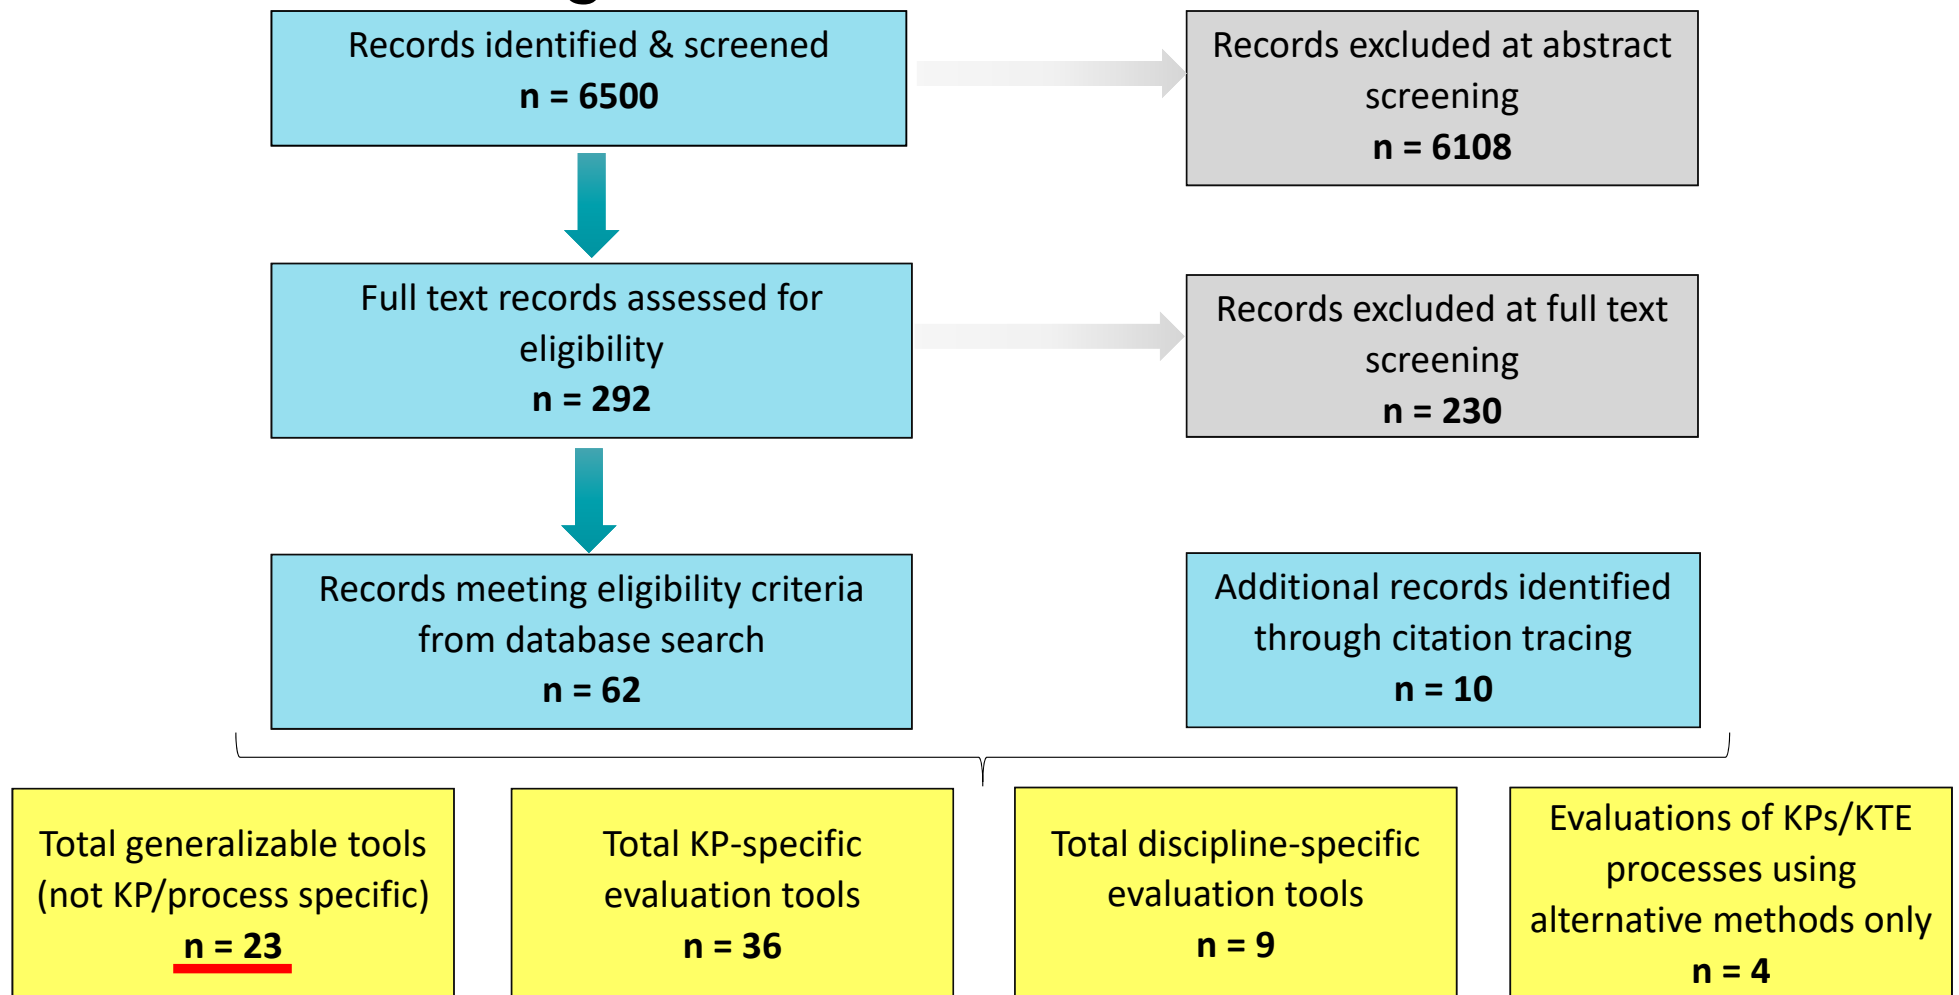 Records identified & screened
n = 6500
Records excluded at abstract
screening
n = 6108
Full text records assessed for
eligibility
n = 292
Records excluded at full text
screening
n = 230
Records meeting eligibility criteria
from database search
n = 62
Additional records identified
through citation tracing
n = 10
Total generalizable tools
(not KP/process specific)
n = 23
Total KP-specific
evaluation tools
n = 36
Total discipline-specific
evaluation tools
n = 9
Evaluations of KPs/KTE
processes using
alternative methods only
n = 4